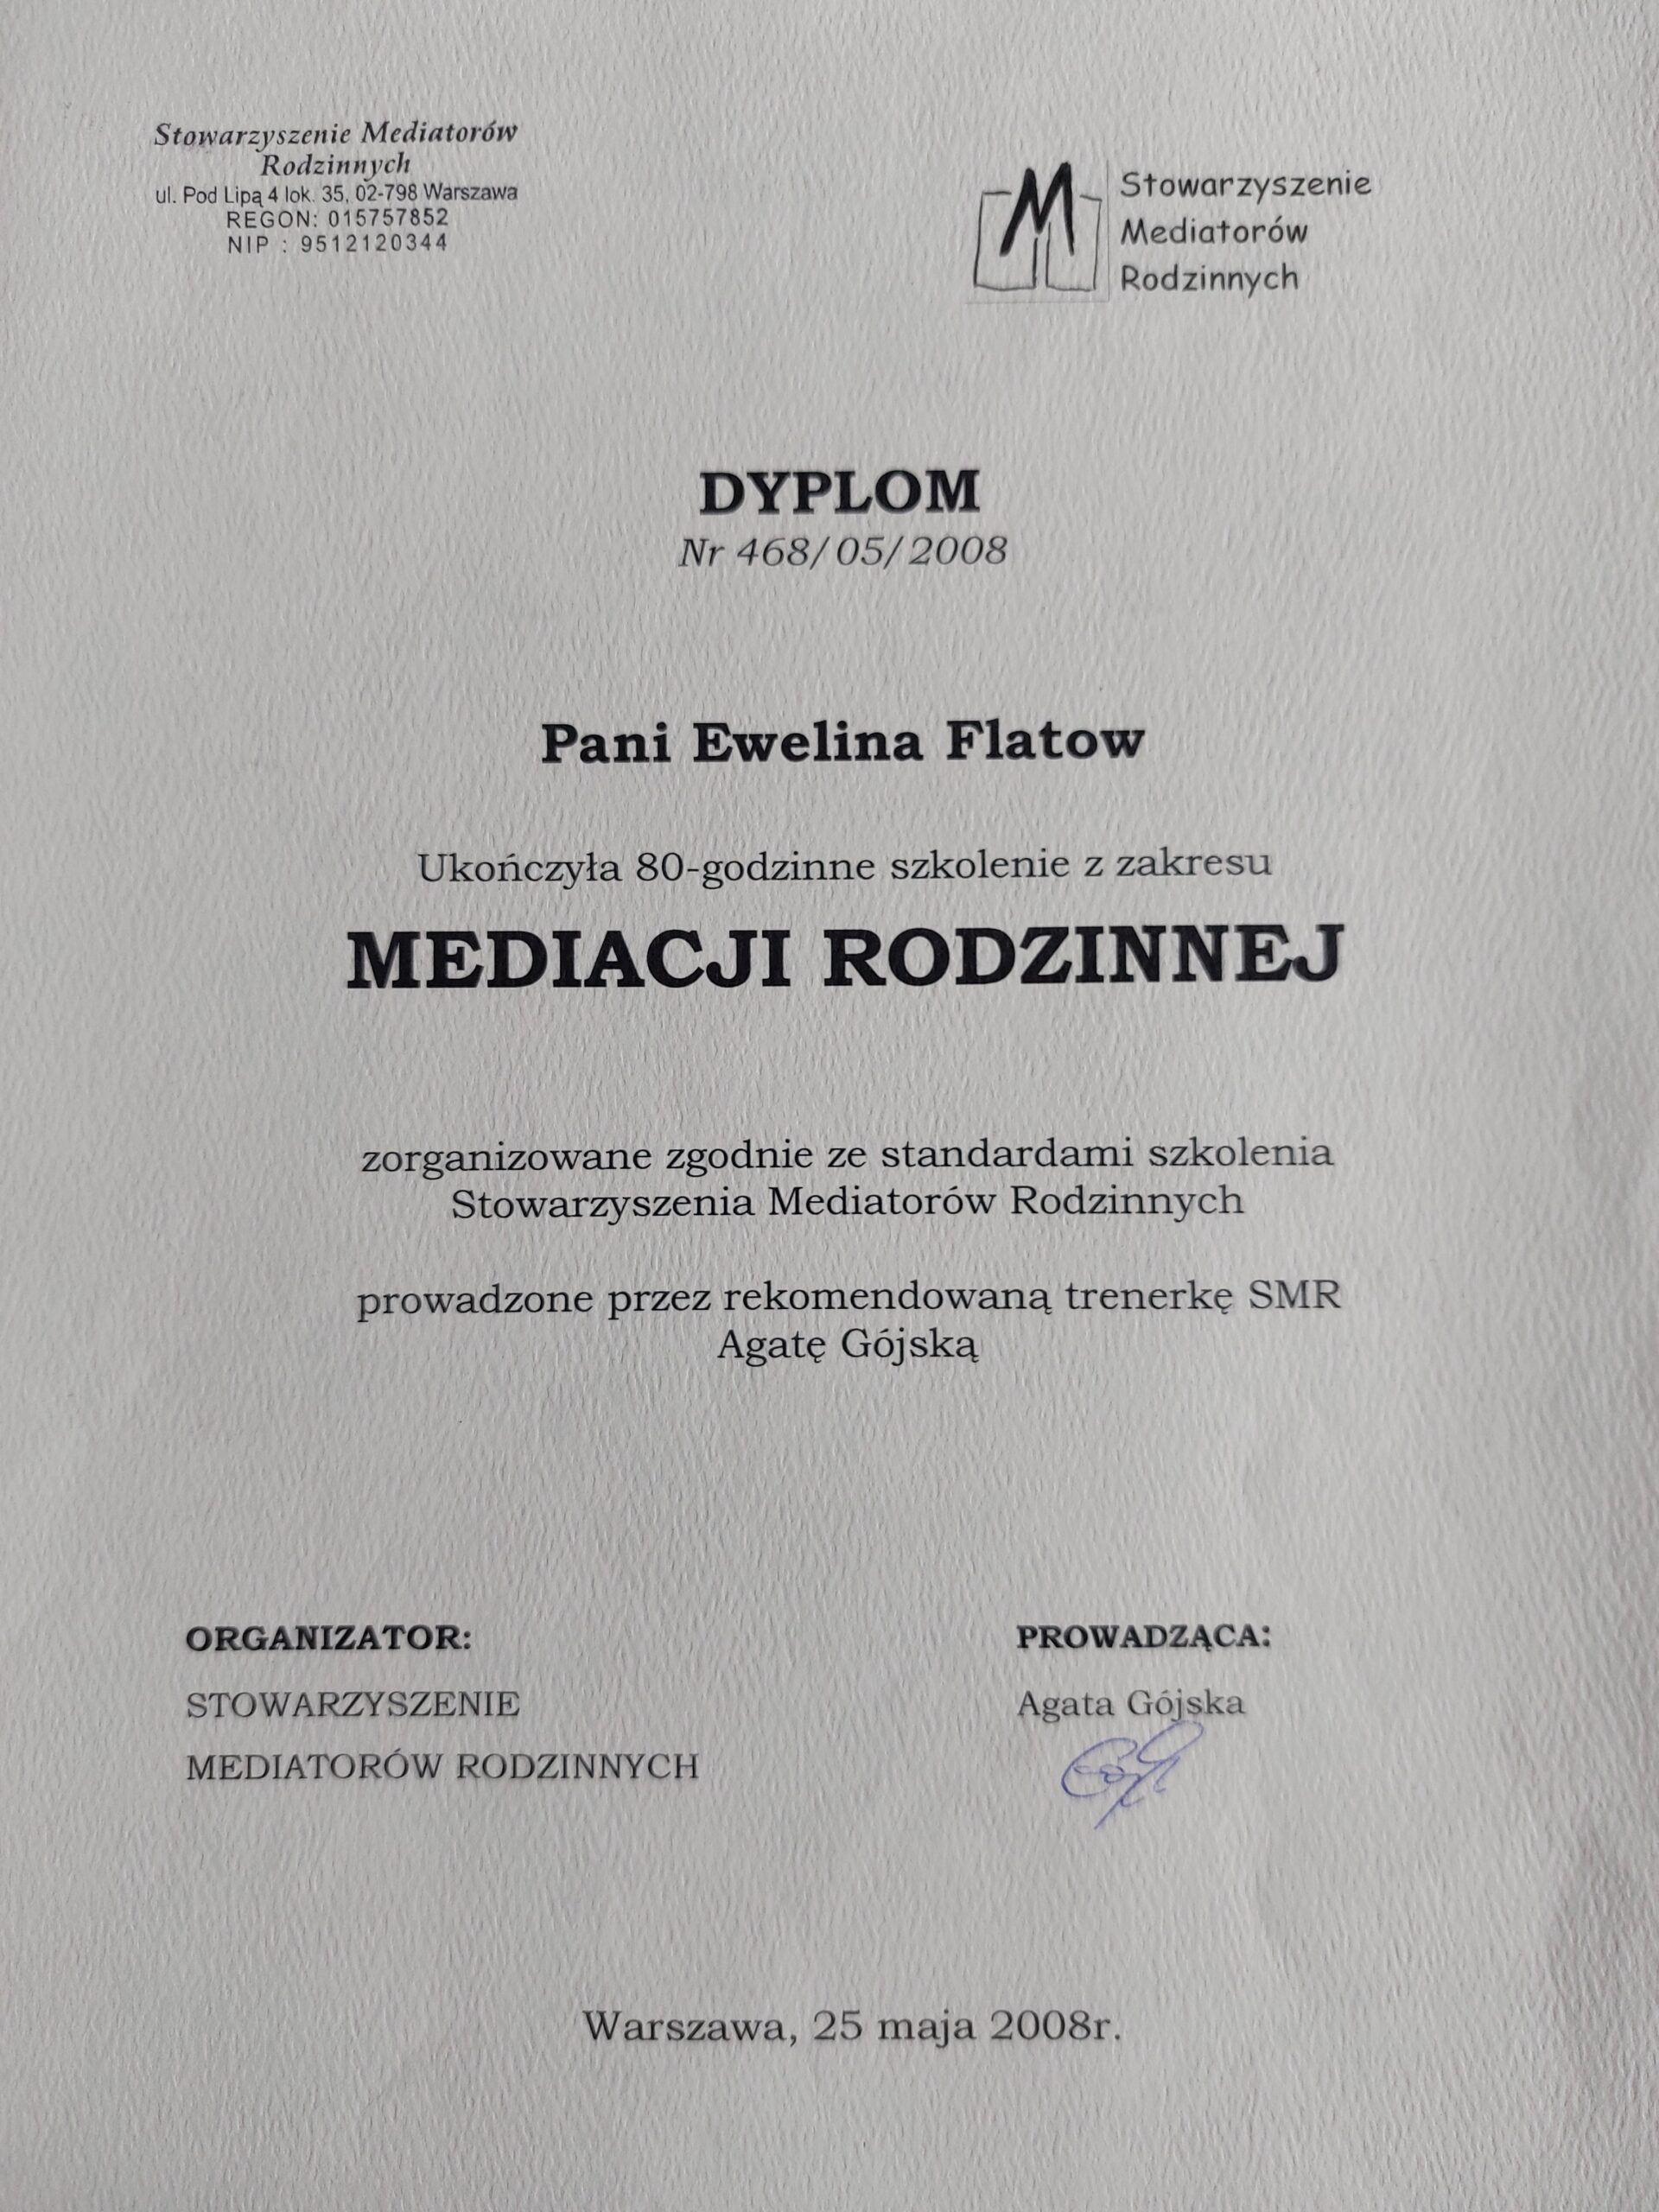 Stowarzyszenie Mediatorów
Rodzinnych
ul. Pod Lipą 4 lok. 35, 02-798 Warszawa
REGON: 015757852
NIP : 9512120344
Stowarzyszenie
Mediatorów
Rodzinnych
DYPLOM
Nr 468/05/2008
Pani Ewelina Flatow
Ukończyła 80-godzinne szkolenie z zakresu
MEDIACJI RODZINNEJ
zorganizowane zgodnie ze standardami szkolenia
Stowarzyszenia Mediatorów Rodzinnych
prowadzone przez rekomendowaną trenerkę SMR
Agatę Gójską
ORGANIZATOR:
STOWARZYSZENIE
MEDIATORÓW RODZINNYCH
PROWADZĄCA:
Agata Gójska
Warszawa, 25 maja 2008r.